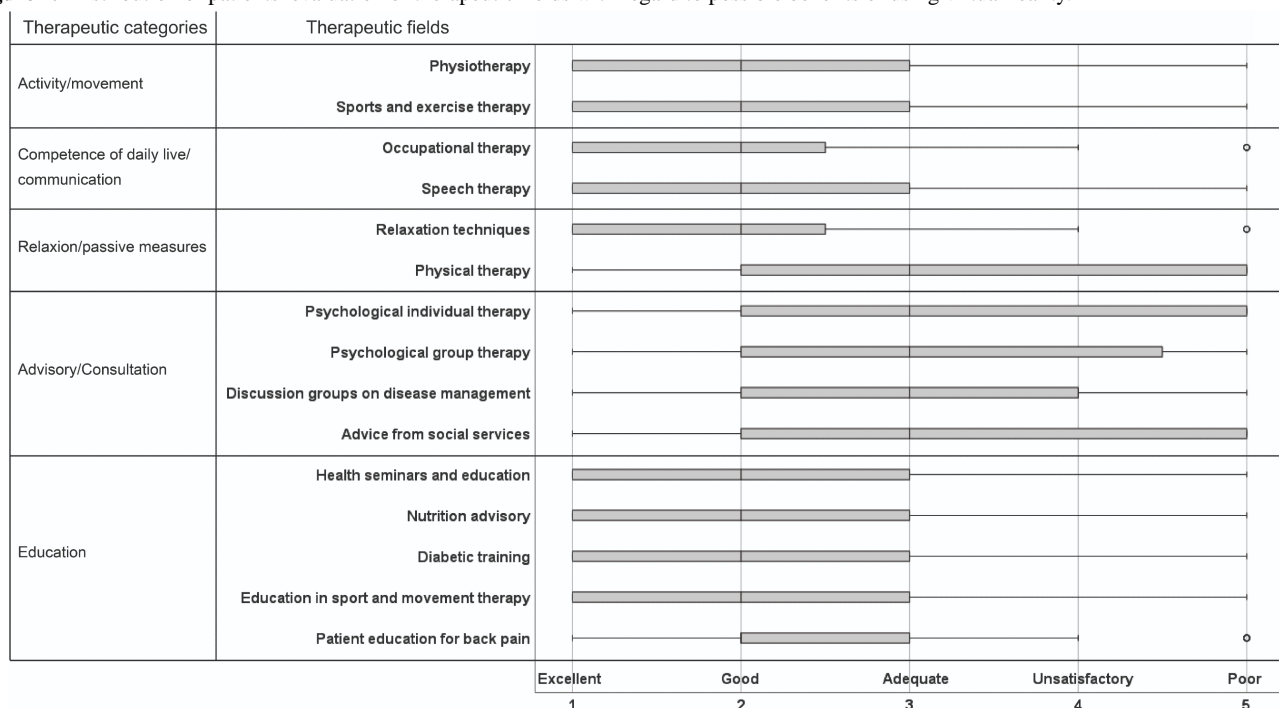 Therapeutic categories Therapeutic fields
Activity/movement
Physiotherapy
Sports and exercise therapy
Competence of daily live/
communication
Occupational therapy
Speech therapy
Relaxion/passive measures
Relaxation techniques
Physical therapy
Advisory/Consultation
Psychological individual therapy
Psychological group therapy
Discussion groups on disease management
Advice from social services
Education
Health seminars and education
Nutrition advisory
Diabetic training
Education in sport and movement therapy
Patient education for back pain
Excellent Good Adequate Unsatisfactory Poor
1 2 3 4 5